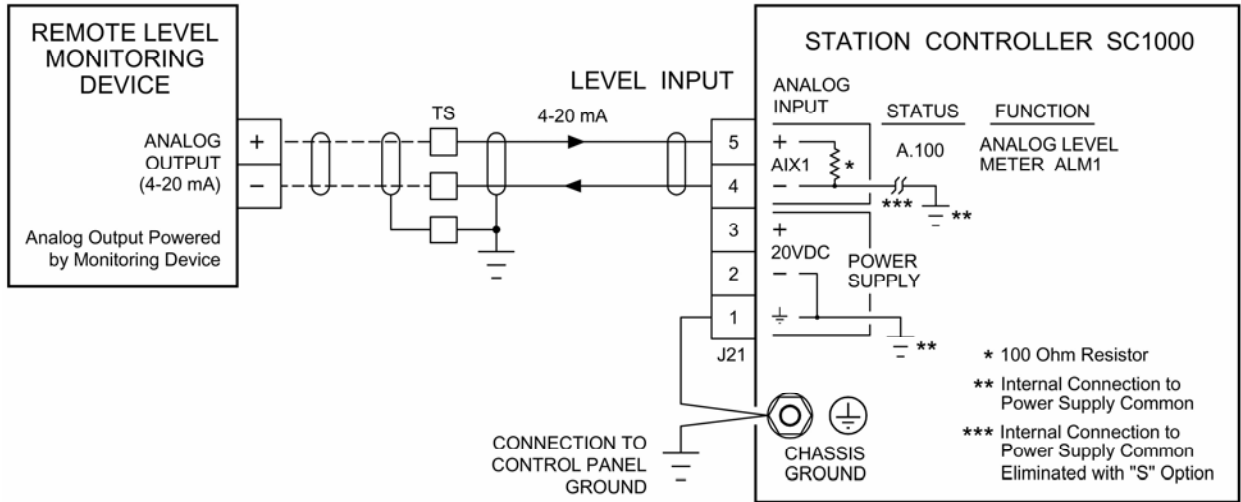 REMOTE LEVEL
MONITORING
DEVICE
ANALOG
OUTPUT
(4-20 mA)
+
−
Analog Output Powered
by Monitoring Device
TS
LEVEL INPUT
4-20 mA
STATION CONTROLLER SC1000
ANALOG
INPUT
STATUS
FUNCTION
5
+
*
A.100
ANALOG LEVEL
METER ALM1
AIX1
4
−
***
**
3
+
20VDC
POWER
SUPPLY
2
−
1
**
J21
* 100 Ohm Resistor
** Internal Connection to
Power Supply Common
*** Internal Connection to
Power Supply Common
Eliminated with "S" Option
CHASSIS
GROUND
CONNECTION TO
CONTROL PANEL
GROUND